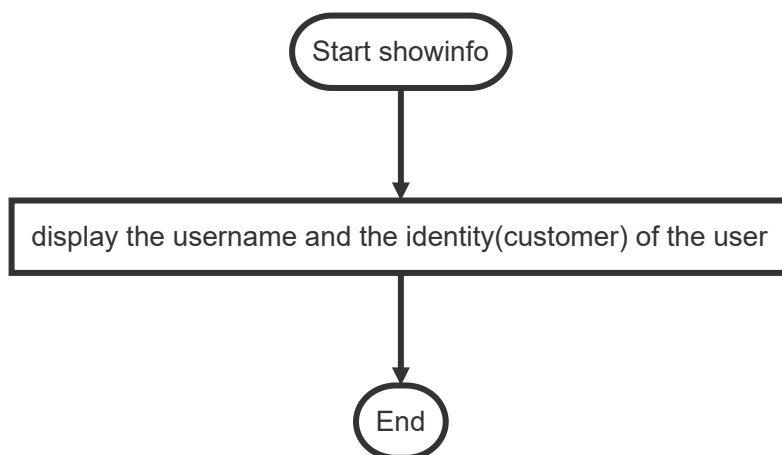 Start showinfo
display the username and the identity(customer) of the user
End